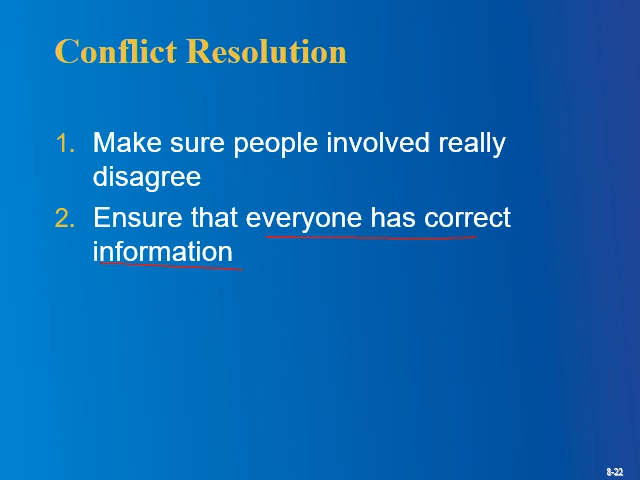 Conflict Resolution
1. Make sure people involved really
disagree
2. Ensure that everyone has correct
information
8-22